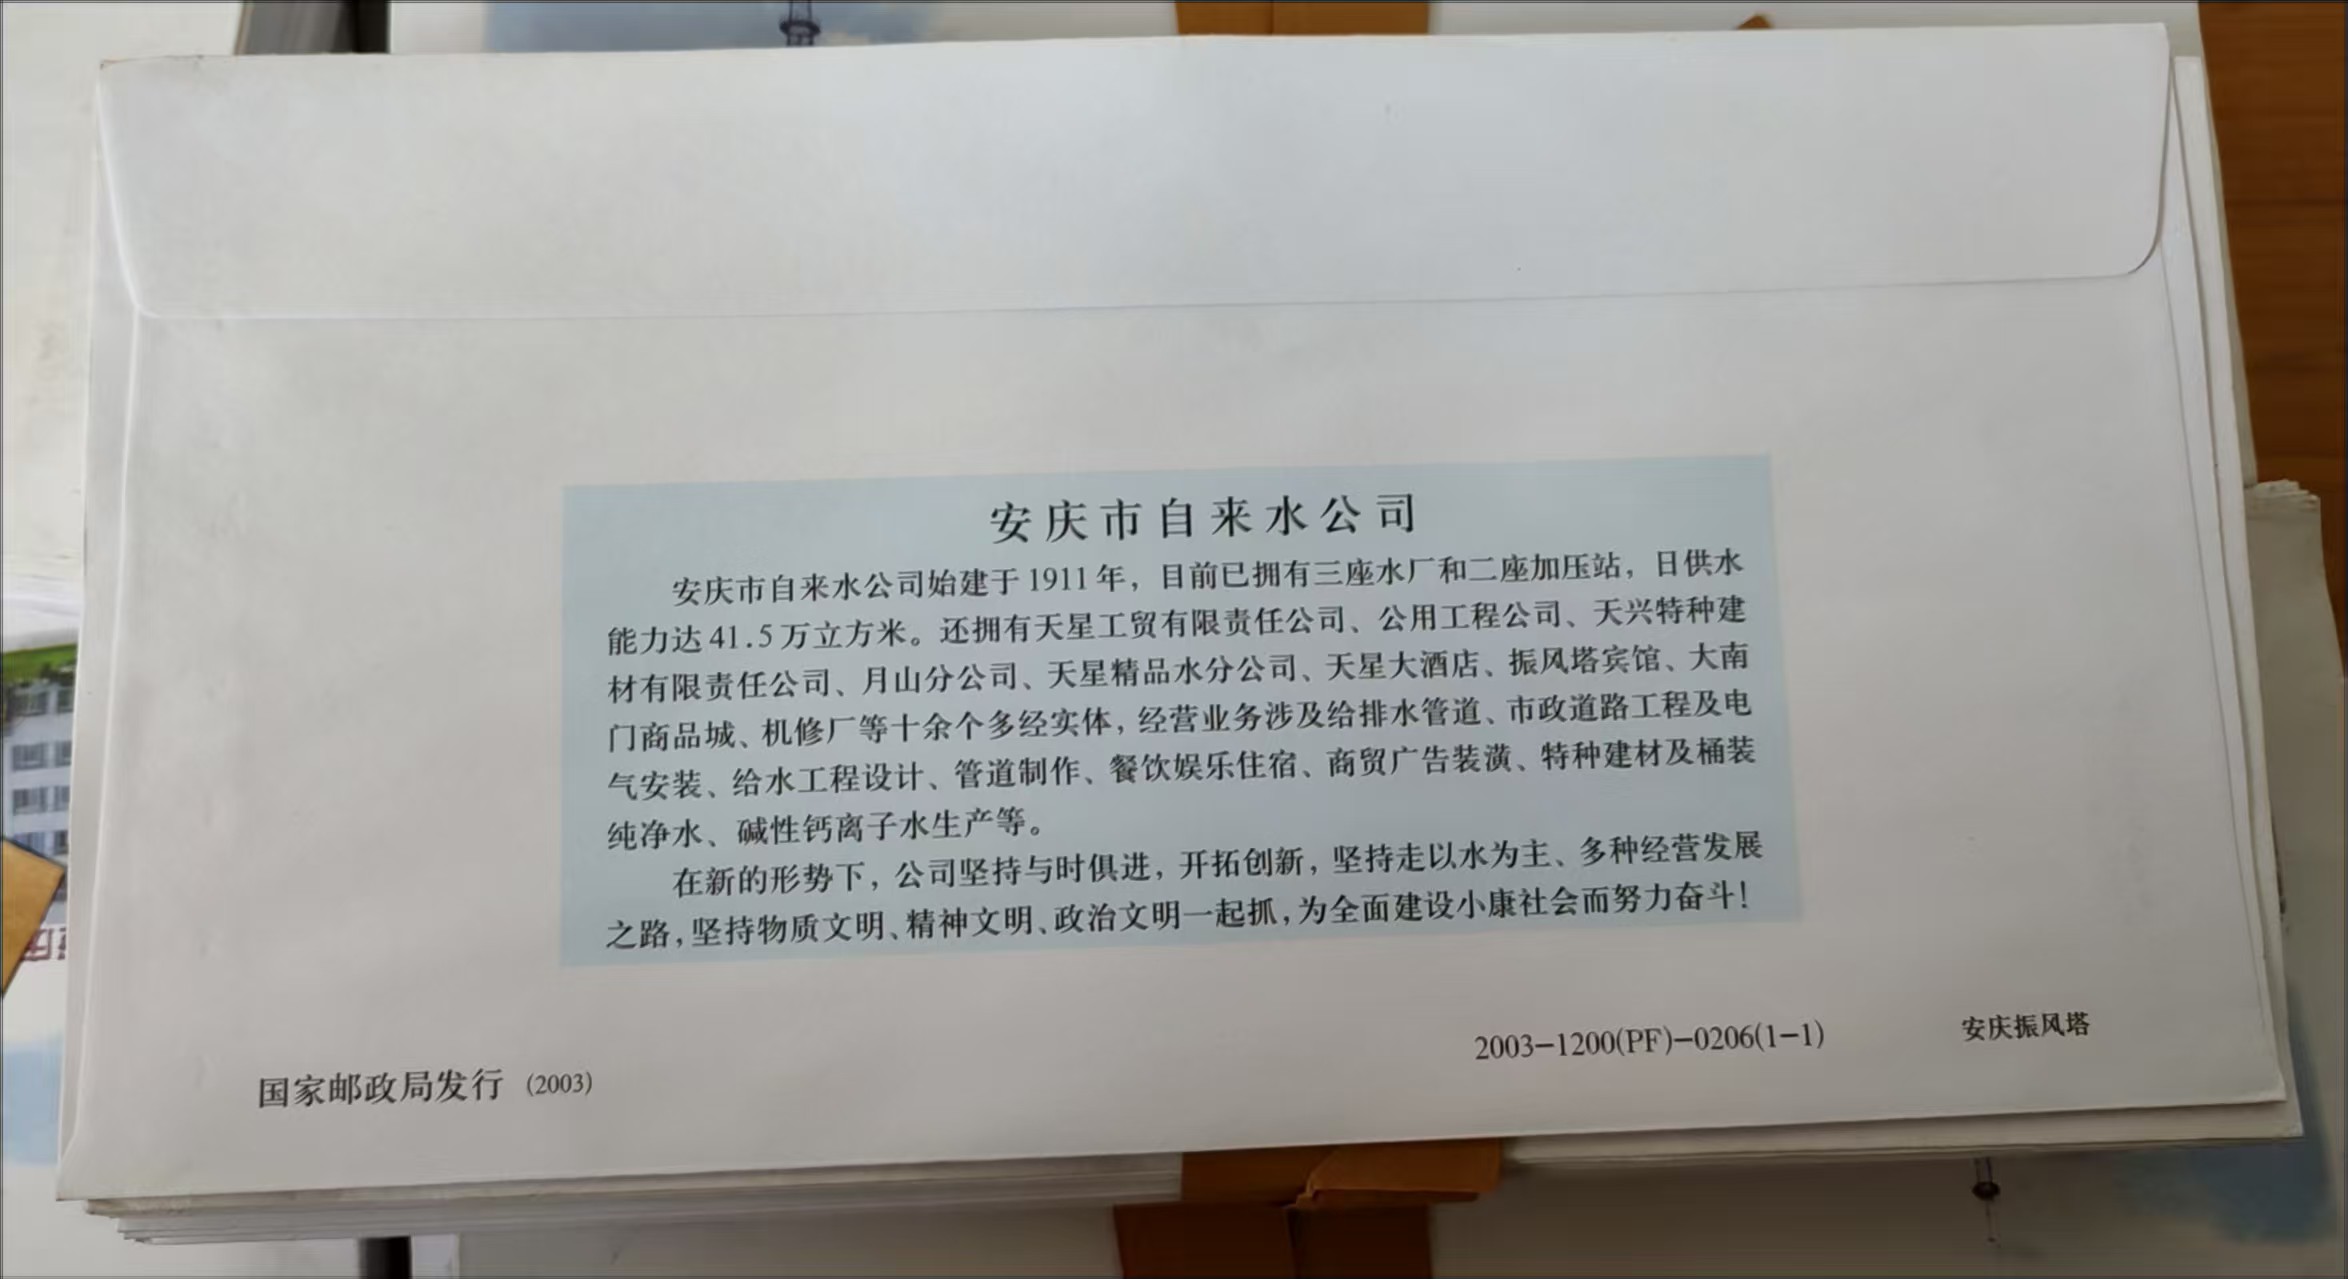 安庆市自来水公司
安庆市自来水公司始建于1911年，目前已拥有三座水厂和二座加压站，日供水
能力达41.5万立方米。还拥有天星工贸有限责任公司、公用工程公司、天兴特种建
材有限责任公司、月山分公司、天星精品水分公司、天星大酒店、振风塔宾馆、大南
门商品城、机修厂等十余个多经实体，经营业务涉及给排水管道、市政道路工程及电
气安装、给水工程设计、管道制作、餐饮娱乐住宿、商贸广告装潢、特种建材及桶装
纯净水、碱性钙离子水生产等。
在新的形势下，公司坚持与时俱进，开拓创新，坚持走以水为主、多种经营发展
之路，坚持物质文明、精神文明、政治文明一起抓，为全面建设小康社会而努力奋斗！
2003-1200(PF)-0206(1-1)
安庆振风塔
国家邮政局发行 (2003)